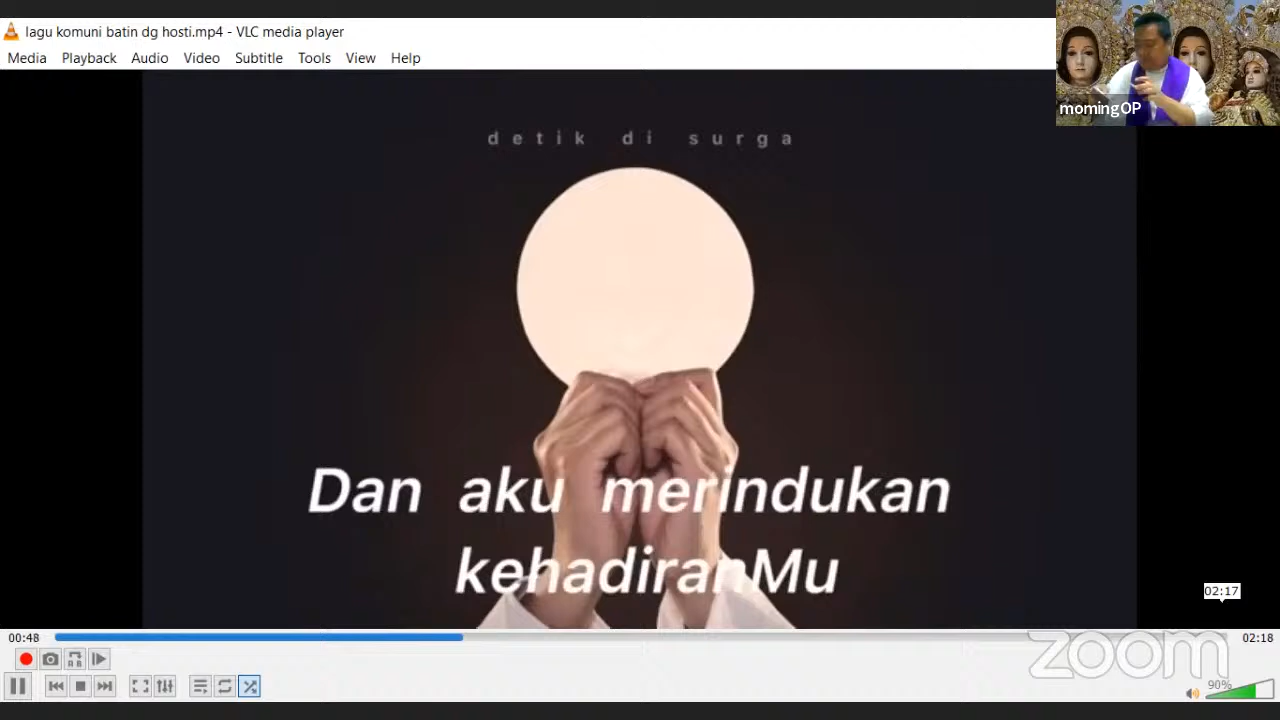 lagu komuni batin dg hosti.mp4 - VLC media player
Media Playback Audio Video Subtitle Tools View Help
momingOP
detik di surga
Dan aku merindukan
kehadiranMu
02:17
00:48
02:18
zoom
90%